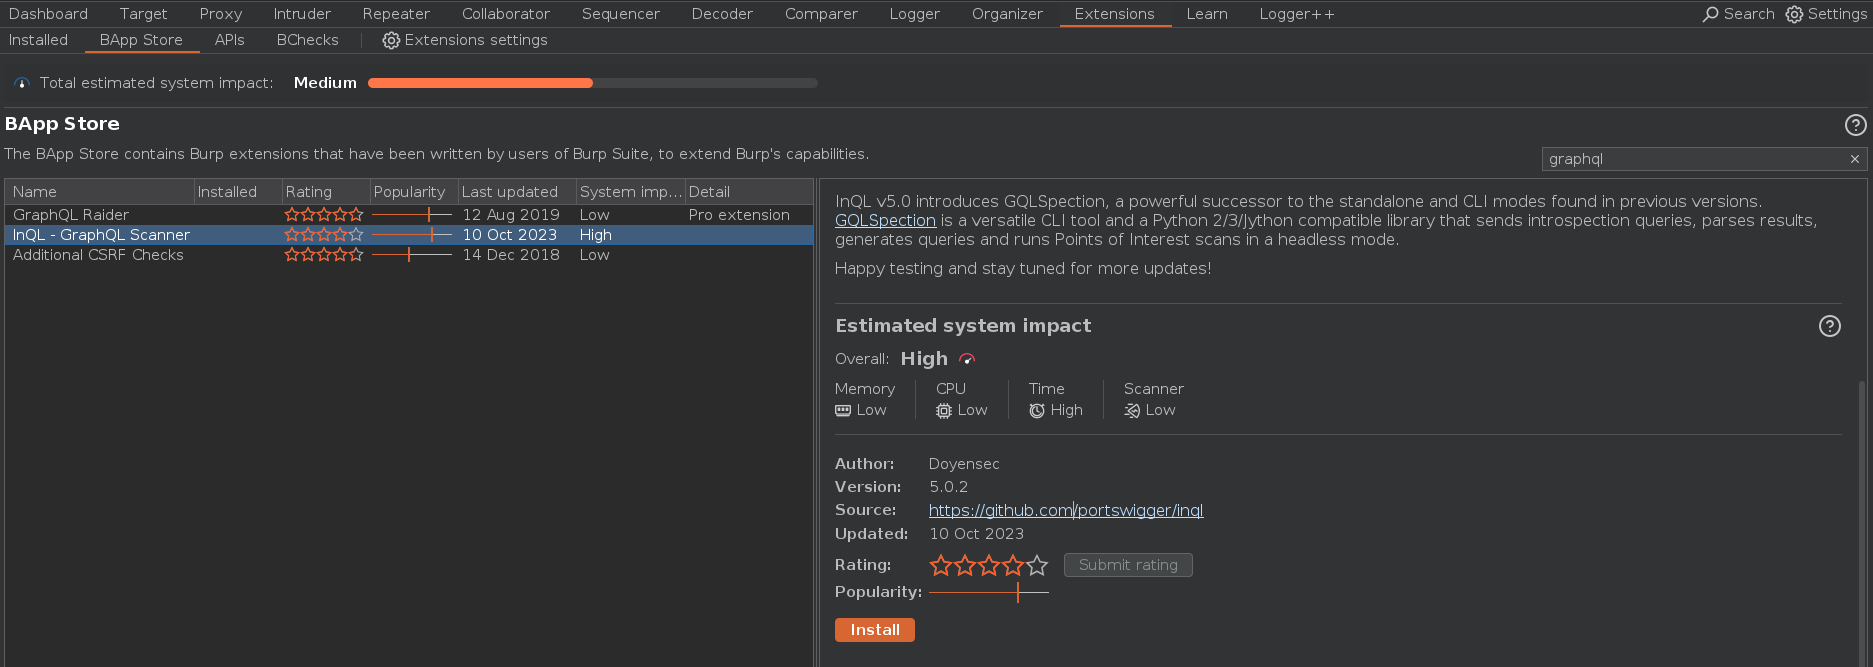 Dashboard Target Proxy Intruder Repeater Collaborator Sequencer Decoder Comparer Logger Organizer Extensions Learn Logger++ Search Settings
Installed BApp Store APIs BChecks Extensions settings
Total estimated system impact: Medium
BApp Store
The BApp Store contains Burp extensions that have been written by users of Burp Suite, to extend Burp's capabilities.
graphql
Name Installed Rating Popularity Last updated System imp... Detail
GraphQL Raider 12 Aug 2019 Low Pro extension
InQL - GraphQL Scanner 10 Oct 2023 High
Additional CSRF Checks 14 Dec 2018 Low
InQL v5.0 introduces GQLSpection, a powerful successor to the standalone and CLI modes found in previous versions.
GQLSpection is a versatile CLI tool and a Python 2/3/Jython compatible library that sends introspection queries, parses results,
generates queries and runs Points of Interest scans in a headless mode.
Happy testing and stay tuned for more updates!
Estimated system impact
Overall: High
Memory CPU Time Scanner
Low Low High Low
Author: Doyensec
Version: 5.0.2
Source: https://github.com/portswigger/inql
Updated: 10 Oct 2023
Rating: Submit rating
Popularity:
Install